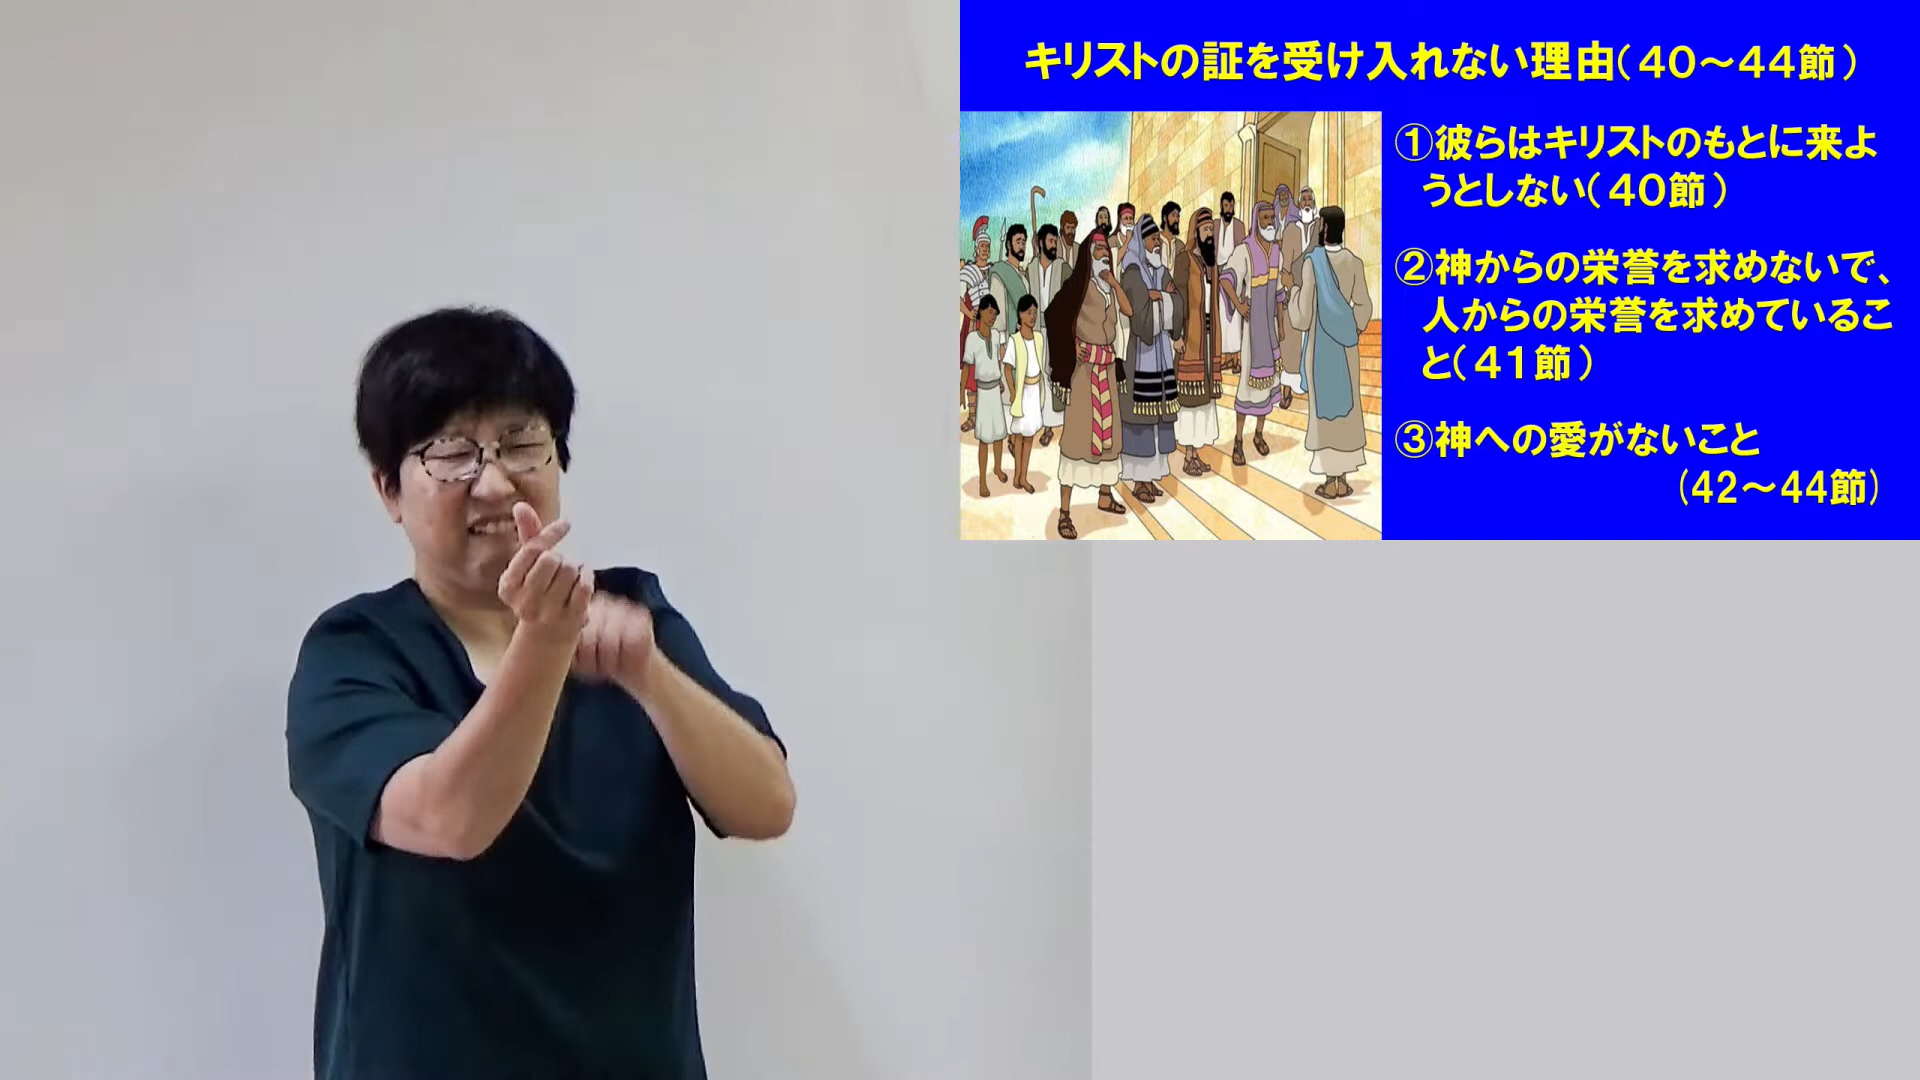 キリストの証を受け入れない理由(４０～４４節)
①彼らはキリストのもとに来よ
うとしない(４０節)
②神からの栄誉を求めないで、
人からの栄誉を求めているこ
と(４１節)
③神への愛がないこと
(42～44節)